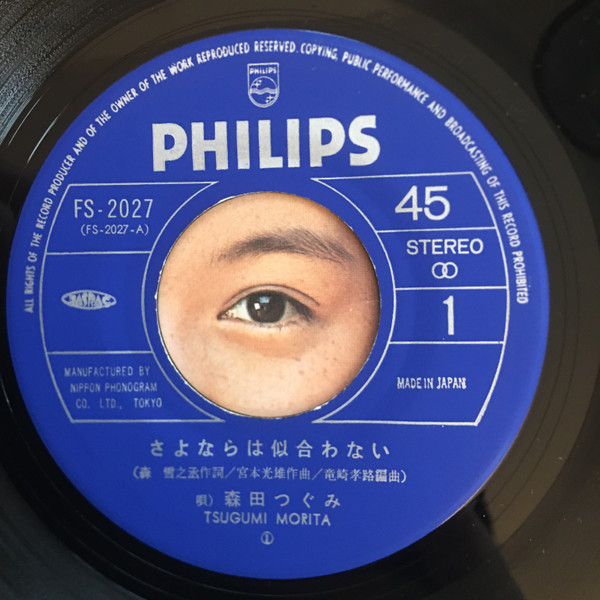 ALL RIGHTS OF THE RECORD PRODUCER AND OF THE OWNER OF THE WORK REPRODUCED RESERVED. COPYING, PUBLIC PERFORMANCE AND BROADCASTING OF THIS RECORD PROHIBITED
PHILIPS
PHILIPS
FS-2027
(FS-2027-A)
45
STEREO
JASRAC
1
MANUFACTURED BY
NIPPON PHONOGRAM
CO. LTD., TOKYO
MADE IN JAPAN
さよならは似合わない
(森 雪之丞作詞/宮本光雄作曲/竜崎孝路編曲)
唄) 森田つぐみ
TSUGUMI MORITA
①